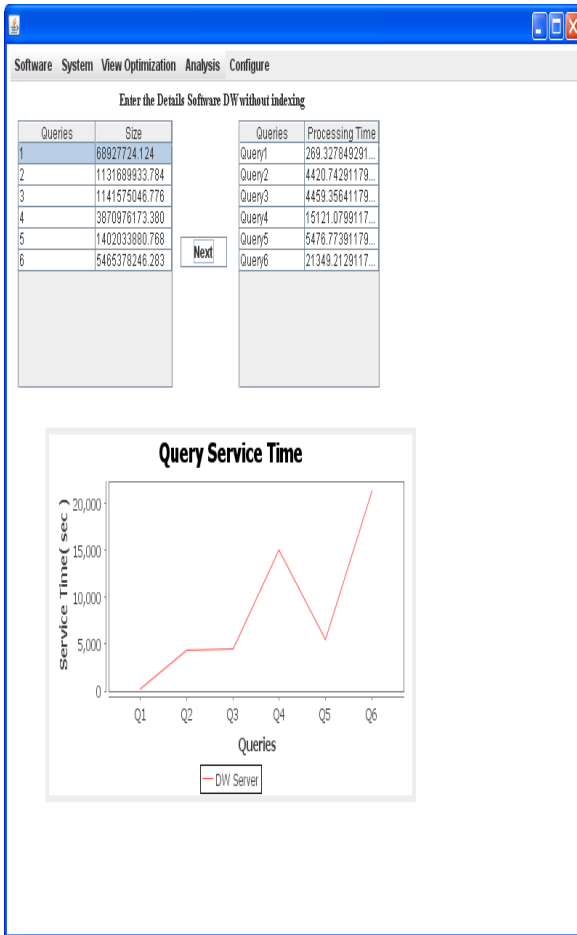 Software System View Optimization Analysis Configure
Enter the Details Software DW without indexing
Queries Size
1 68927724.124
2 1131689933.784
3 1141575046.776
4 3870976173.380
5 1402033880.768
6 5465378246.283
Next
Queries Processing Time
Query1 269.327849291...
Query2 4420.74291179...
Query3 4459.35641179...
Query4 15121.0799117...
Query5 5476.77391179...
Query6 21349.2129117...
Query Service Time
Service Time( sec )
20,000
15,000
10,000
5,000
0
Q1 Q2 Q3 Q4 Q5 Q6
Queries
DW Server